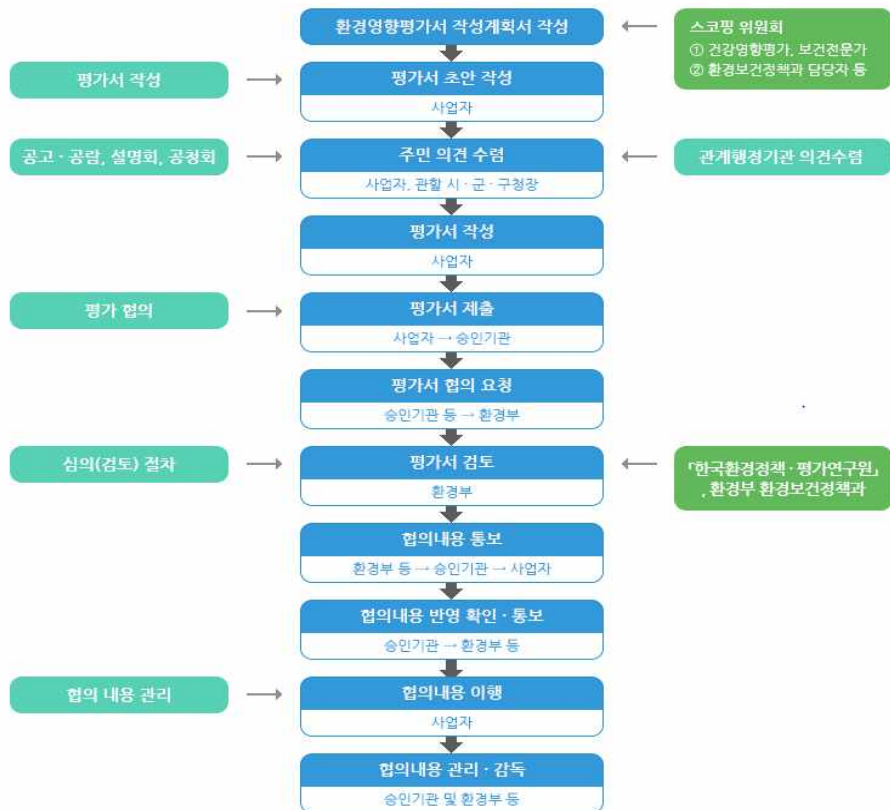 환경영향평가서 작성계획서 작성
스코핑 위원회
① 건강영향평가, 보건전문가
② 환경보건정책과 담당자 등
평가서 작성
평가서 초안 작성
사업자
공고 · 공람, 설명회, 공청회
주민 의견 수렴
사업자, 관할 시 · 군 · 구청장
관계행정기관 의견수렴
평가서 작성
사업자
평가 협의
평가서 제출
사업자 → 승인기관
평가서 협의 요청
승인기관 등 → 환경부
심의(검토) 절차
평가서 검토
환경부
「한국환경정책 · 평가연구원」
, 환경부 환경보건정책과
협의내용 통보
환경부 등 → 승인기관 → 사업자
협의내용 반영 확인 · 통보
승인기관 → 환경부 등
협의 내용 관리
협의내용 이행
사업자
협의내용 관리 · 감독
승인기관 및 환경부 등